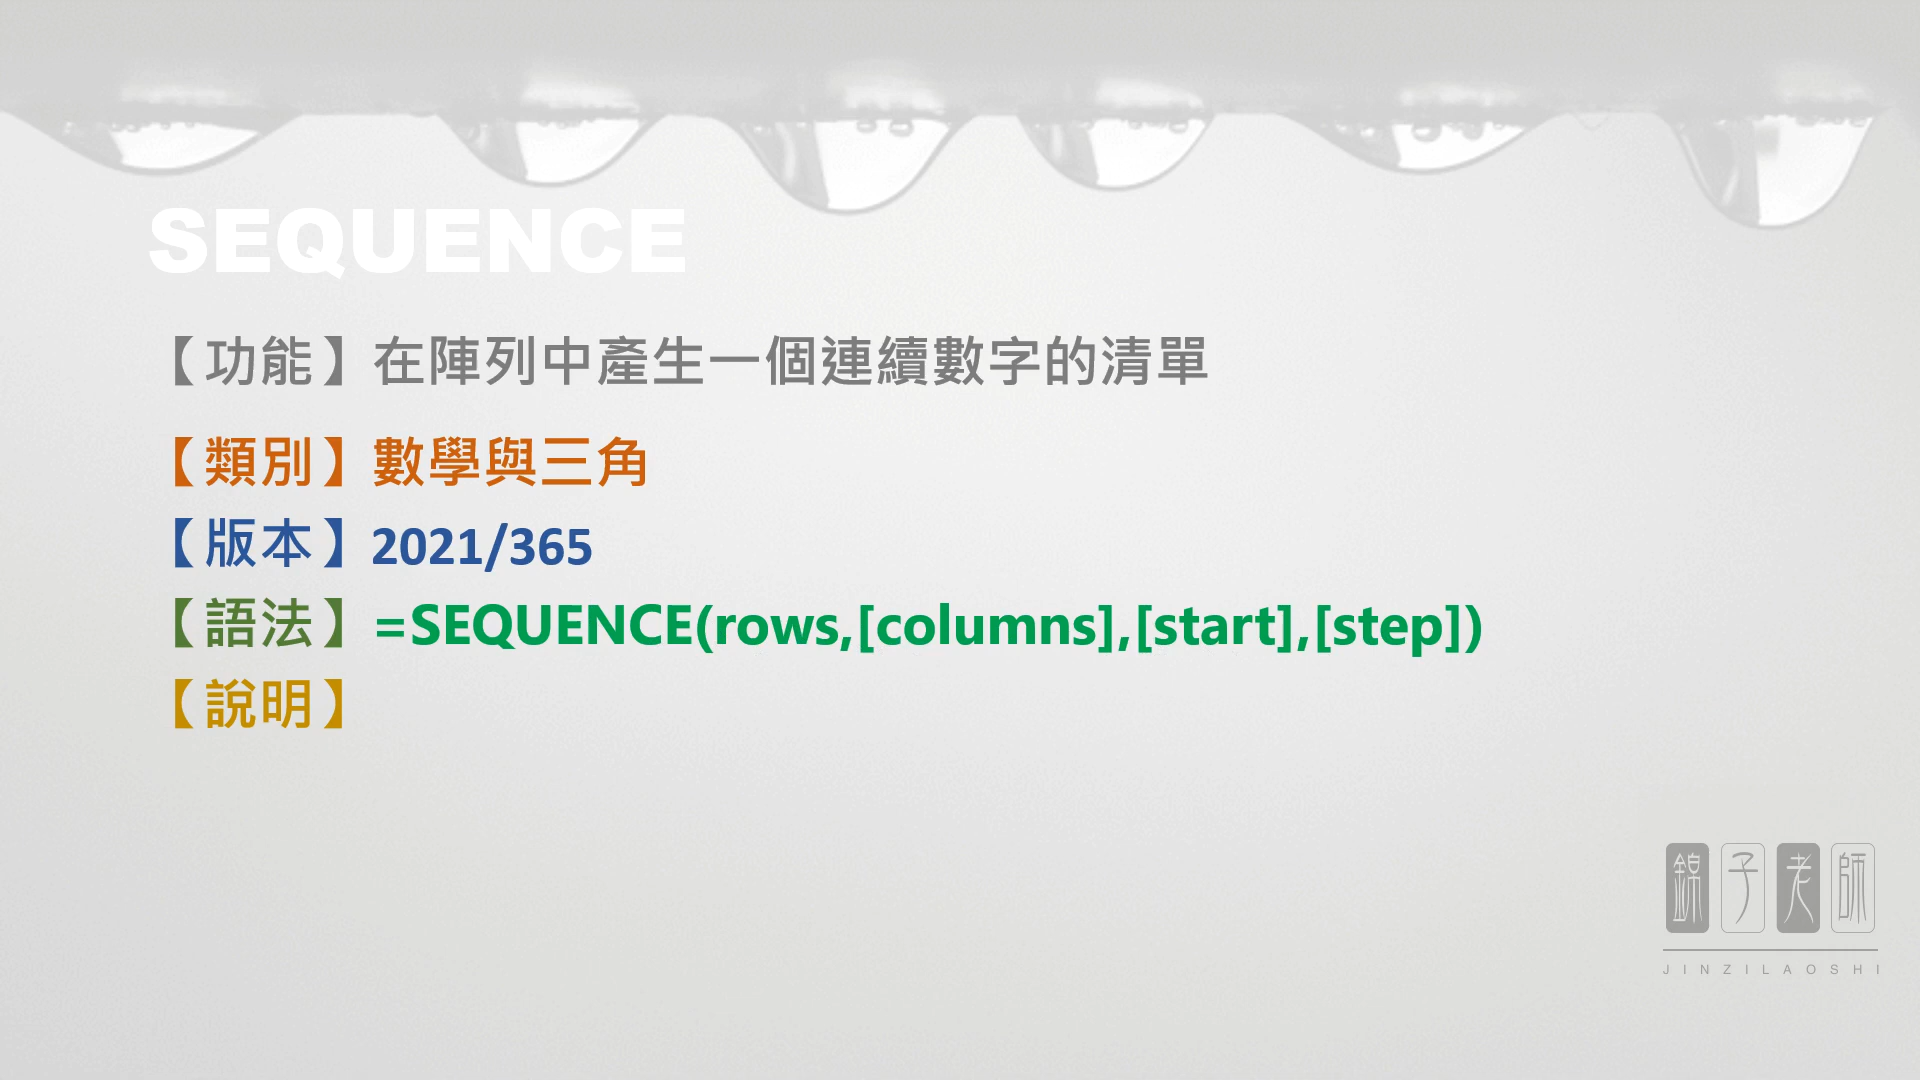 SEQUENCE
【功能】在陣列中產生一個連續數字的清單
【類別】數學與三角
【版本】2021/365
【語法】=SEQUENCE(rows,[columns],[start],[step])
【說明】
錦子老師
JINZILAOSHI